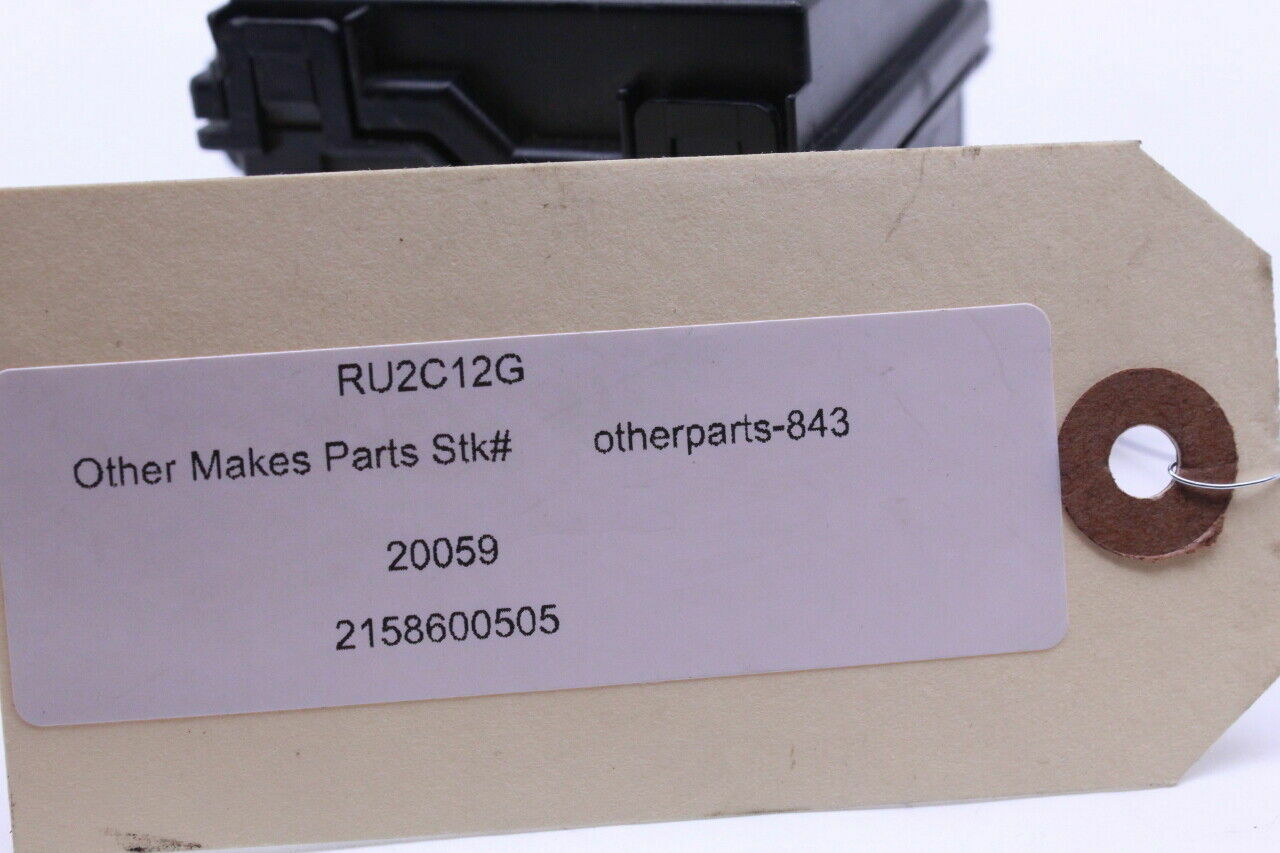 RU2C12G
Other Makes Parts Stk# otherparts-843
20059
2158600505